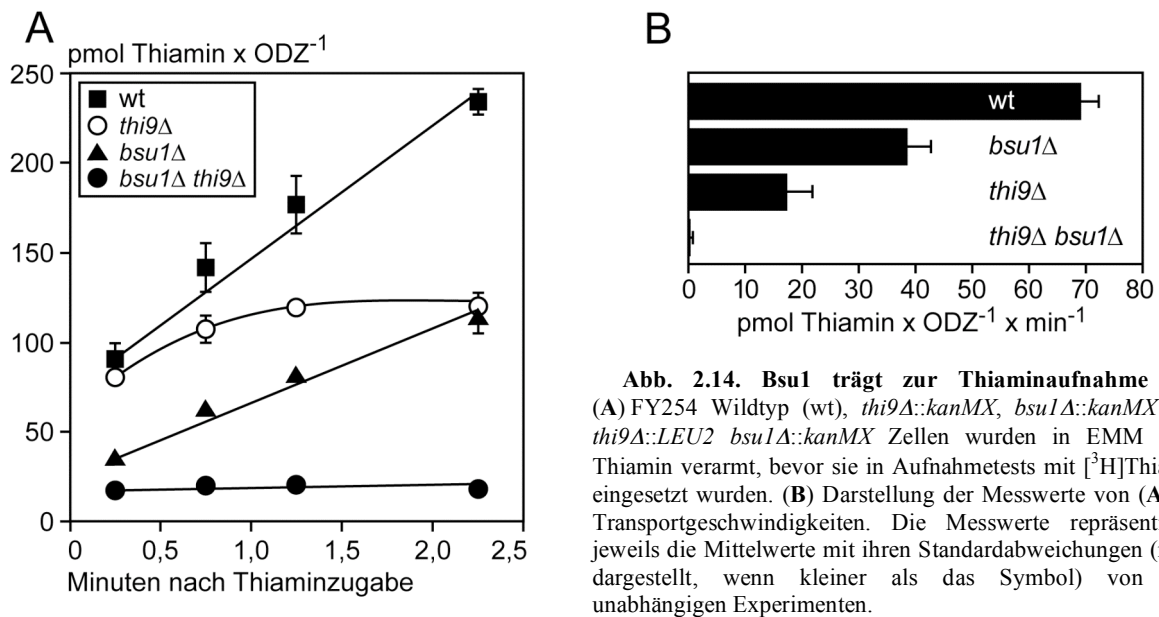 A
pmol Thiamin x ODZ⁻¹
250
200
150
100
50
0
wt
thi9Δ
bsu1Δ
bsu1Δ thi9Δ
0 0,5 1,0 1,5 2,0 2,5
Minuten nach Thiaminzugabe
B
wt
bsu1Δ
thi9Δ
thi9Δ bsu1Δ
0 10 20 30 40 50 60 70 80
pmol Thiamin x ODZ⁻¹ x min⁻¹
Abb. 2.14. Bsu1 trägt zur Thiaminaufnahme
(A) FY254 Wildtyp (wt), thi9Δ::kanMX, bsu1Δ::kanMX
thi9Δ::LEU2 bsu1Δ::kanMX Zellen wurden in EMM
Thiamin verarmt, bevor sie in Aufnahmetests mit [³H]Thia
eingesetzt wurden. (B) Darstellung der Messwerte von (A
Transportgeschwindigkeiten. Die Messwerte repräsent
jeweils die Mittelwerte mit ihren Standardabweichungen (
dargestellt, wenn kleiner als das Symbol) von
unabhängigen Experimenten.